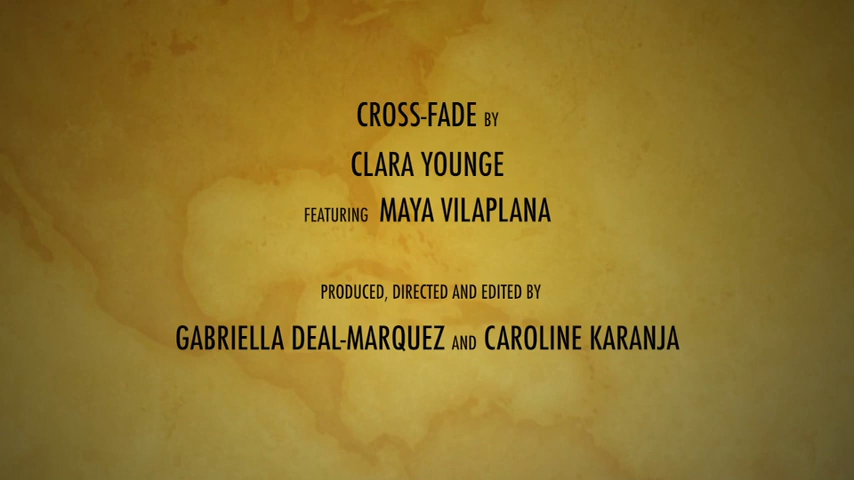 CROSS-FADE BY
CLARA YOUNGE
FEATURING MAYA VILAPLANA
PRODUCED, DIRECTED AND EDITED BY
GABRIELLA DEAL-MARQUEZ AND CAROLINE KARANJA